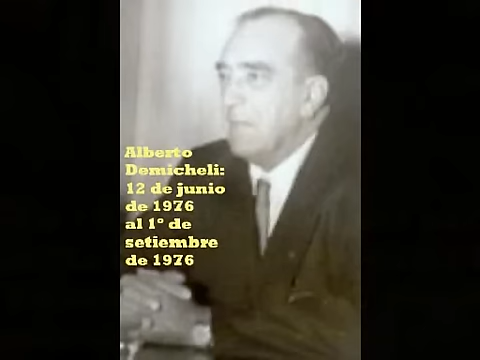 Alberto
Demicheli:
12 de junio
de 1976
al 1º de
setiembre
de 1976